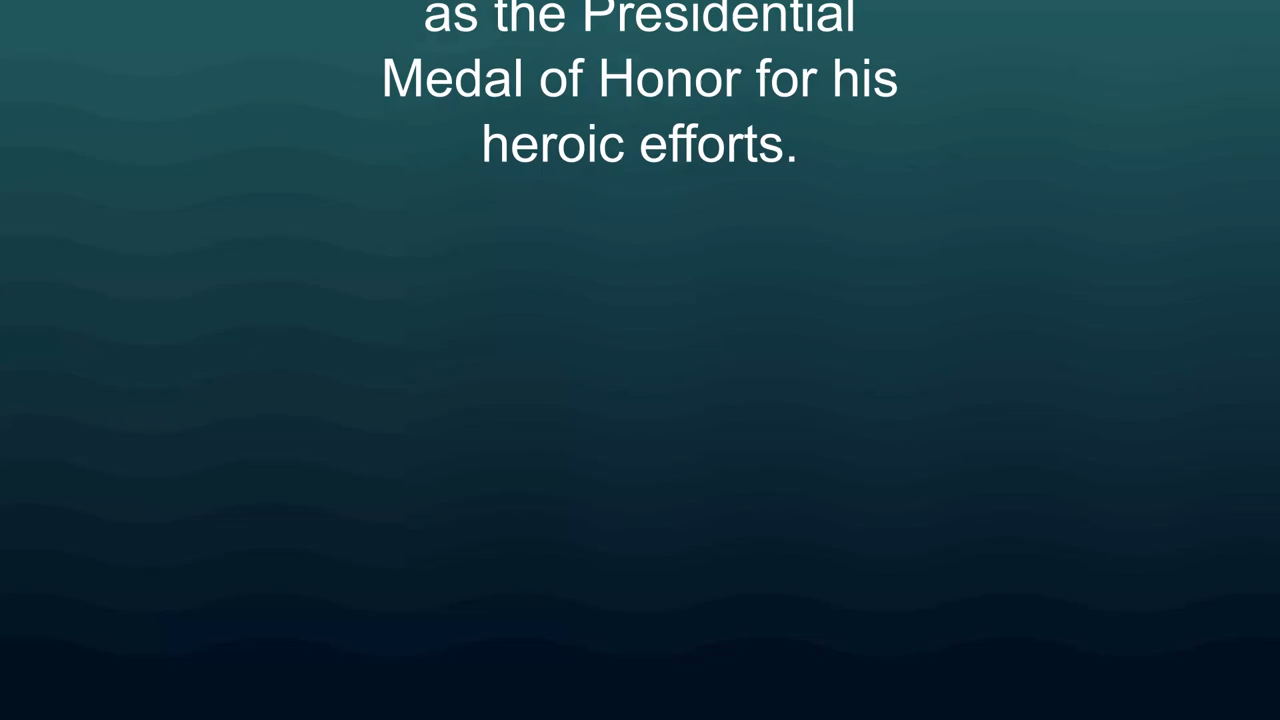 as the Presidential
Medal of Honor for his
heroic efforts.